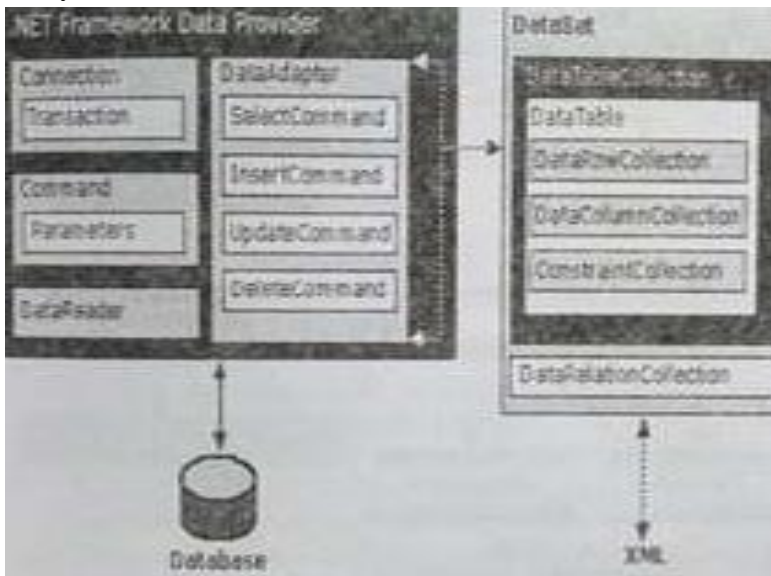 .NET Framework Data Provider
Connection
Transaction
Command
Parameters
DataReader
DataAdapter
SelectCommand
InsertCommand
UpdateCommand
DeleteCommand
DataSet
DataTableCollection
DataTable
DataRowCollection
DataColumnCollection
ConstraintCollection
DataRelationCollection
Database
XML